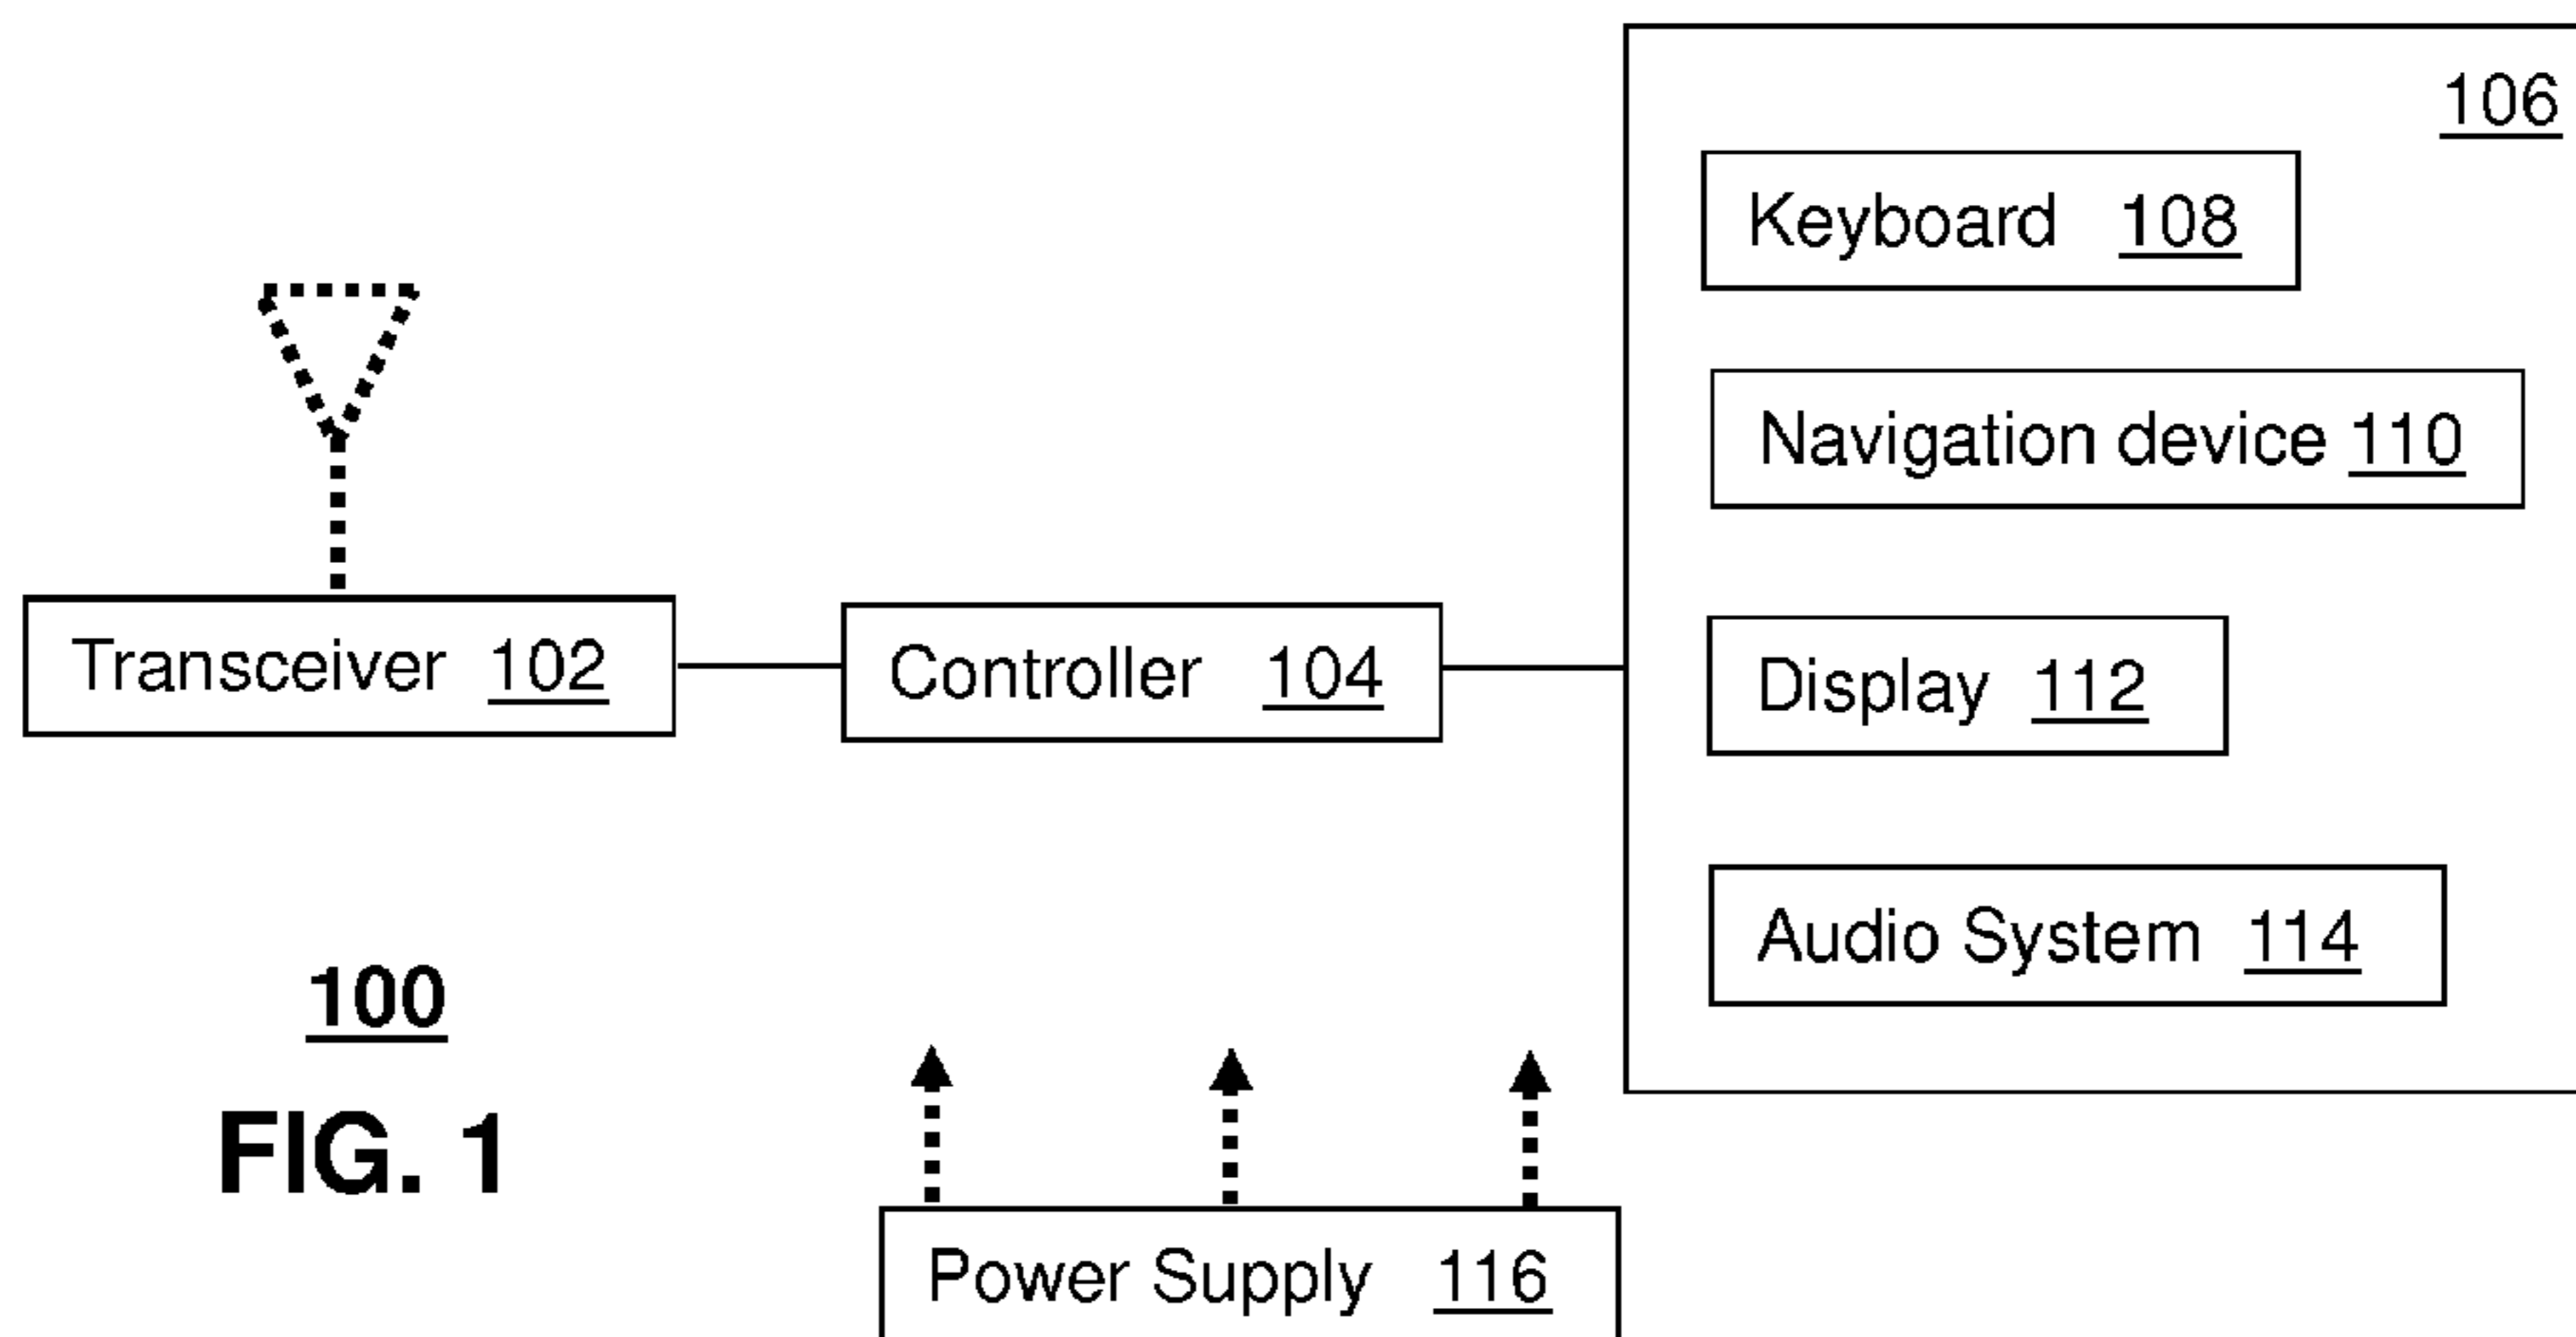 106
Keyboard 108
Navigation device 110
Transceiver 102
Controller 104
Display 112
Audio System 114
100
FIG. 1
Power Supply 116